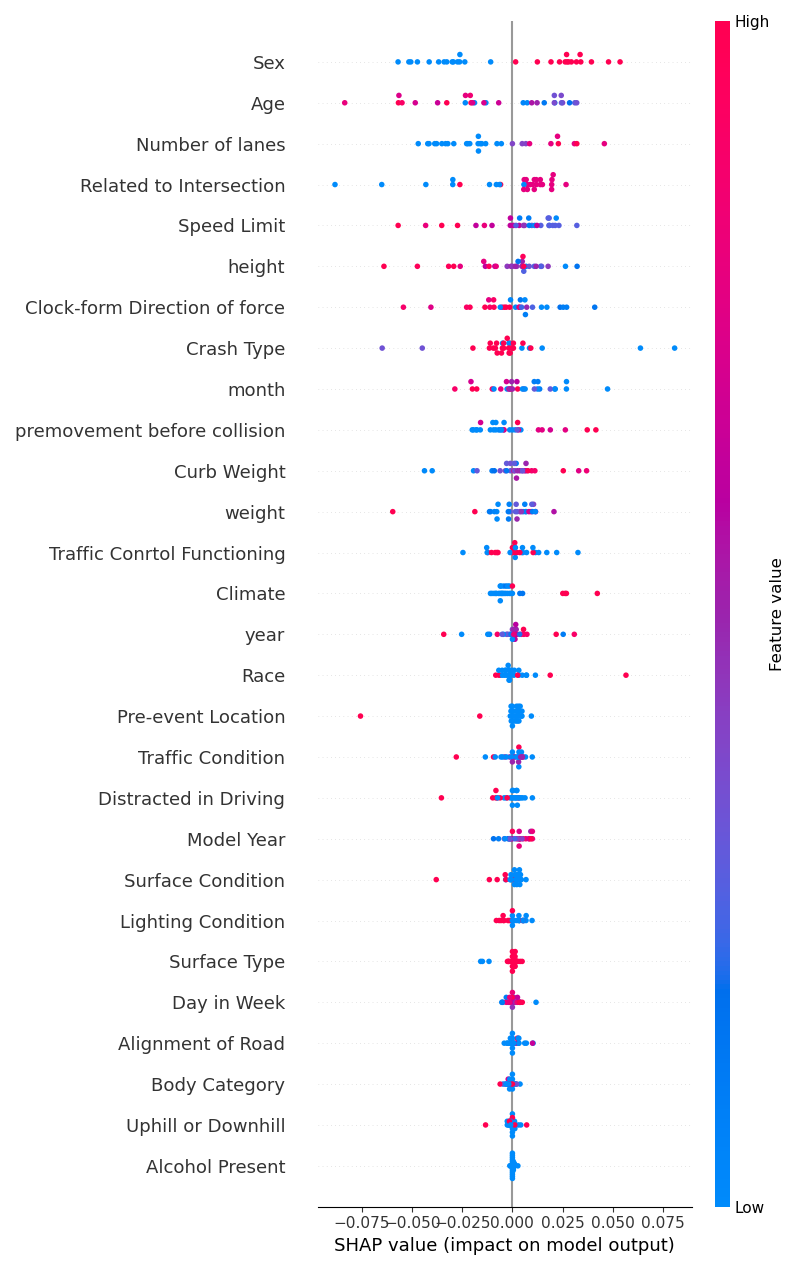 High
Sex
Age
Number of lanes
Related to Intersection
Speed Limit
height
Clock-form Direction of force
Crash Type
month
premovement before collision
Curb Weight
weight
Traffic Conrtol Functioning
Climate
year
Race
Pre-event Location
Traffic Condition
Distracted in Driving
Model Year
Surface Condition
Lighting Condition
Surface Type
Day in Week
Alignment of Road
Body Category
Uphill or Downhill
Alcohol Present
Feature value
Low
−0.075 −0.050 −0.025 0.000 0.025 0.050 0.075
SHAP value (impact on model output)